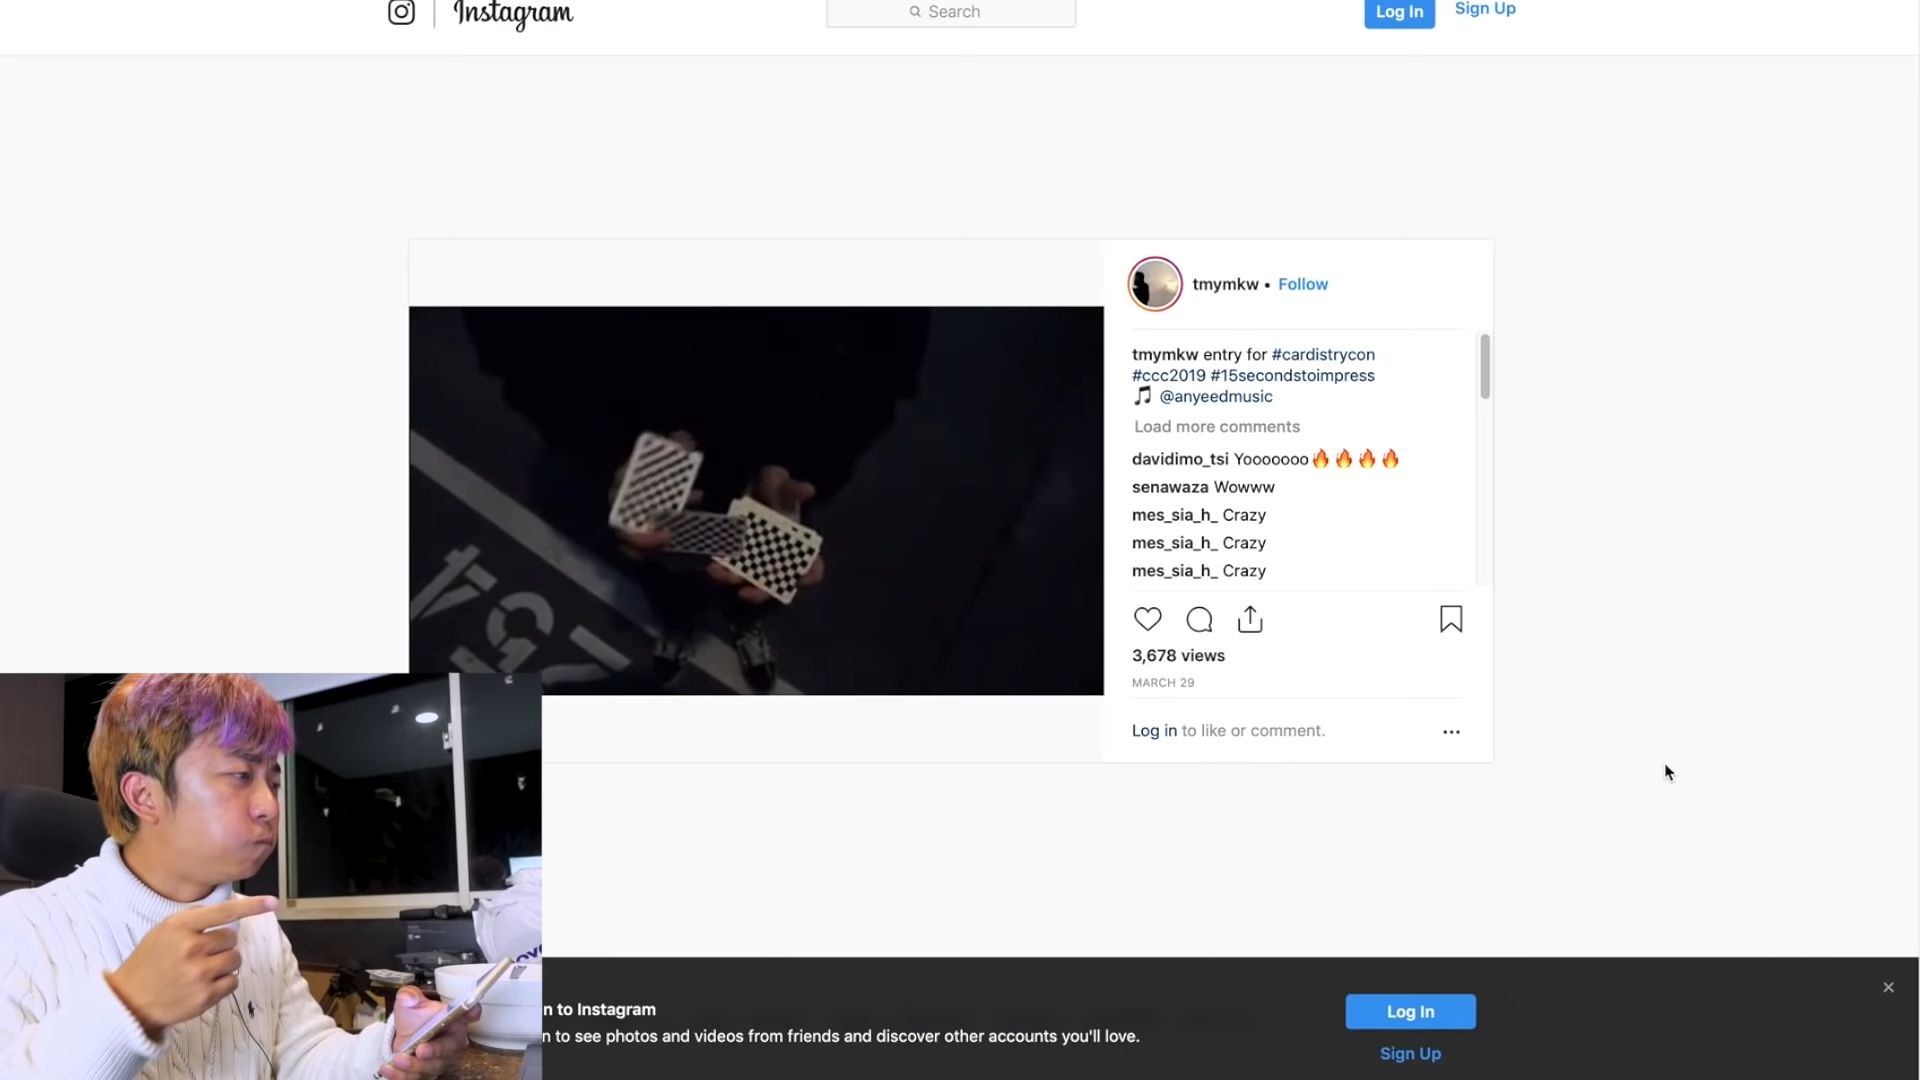 Instagram
Search
Log In
Sign Up
tmymkw • Follow
tmymkw entry for #cardistrycon
#ccc2019 #15secondstoimpress
🎵 @anyeedmusic
Load more comments
davidimo_tsi Yooooooo🔥🔥🔥🔥
senawaza Wowww
mes_sia_h_ Crazy
mes_sia_h_ Crazy
mes_sia_h_ Crazy
3,678 views
MARCH 29
Log in to like or comment.
n to Instagram
n to see photos and videos from friends and discover other accounts you'll love.
Log In
Sign Up